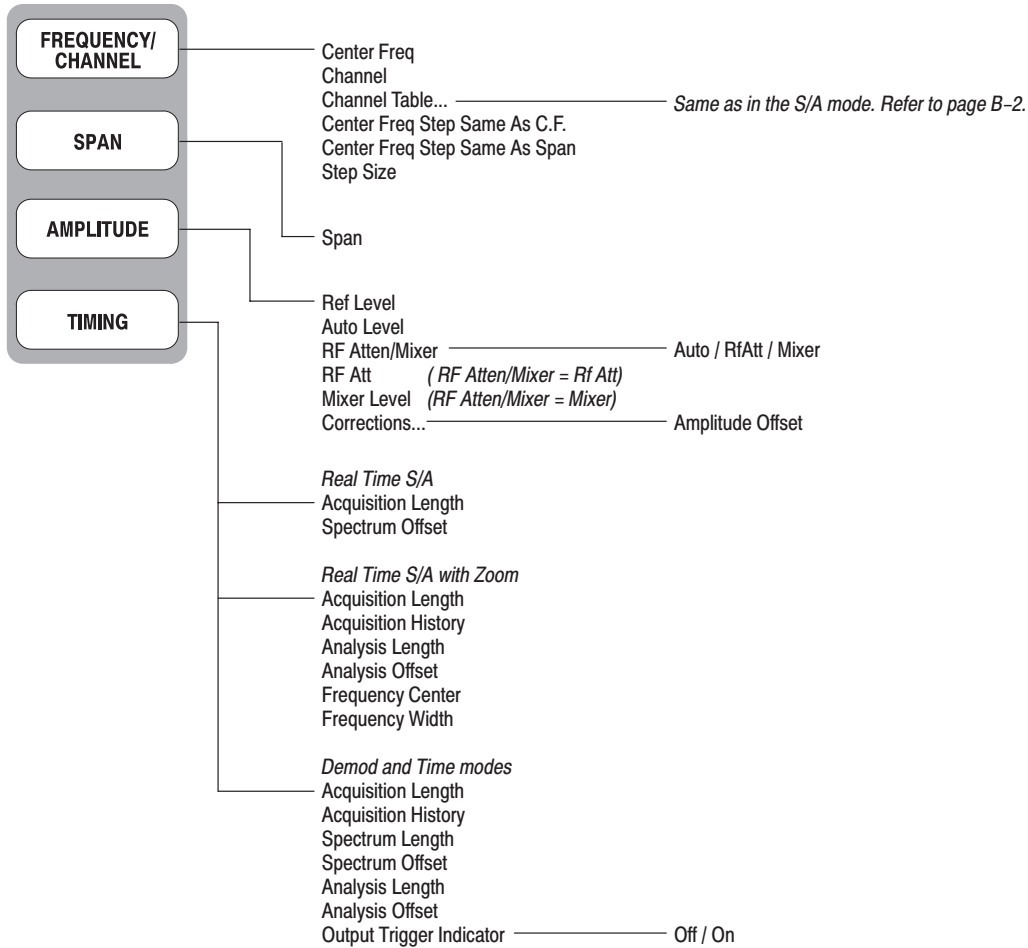 FREQUENCY/
CHANNEL
SPAN
AMPLITUDE
TIMING
Center Freq
Channel
Channel Table... Same as in the S/A mode. Refer to page B–2.
Center Freq Step Same As C.F.
Center Freq Step Same As Span
Step Size
Span
Ref Level
Auto Level
RF Atten/Mixer Auto / RfAtt / Mixer
RF Att ( RF Atten/Mixer = Rf Att)
Mixer Level (RF Atten/Mixer = Mixer)
Corrections... Amplitude Offset
Real Time S/A
Acquisition Length
Spectrum Offset
Real Time S/A with Zoom
Acquisition Length
Acquisition History
Analysis Length
Analysis Offset
Frequency Center
Frequency Width
Demod and Time modes
Acquisition Length
Acquisition History
Spectrum Length
Spectrum Offset
Analysis Length
Analysis Offset
Output Trigger Indicator Off / On